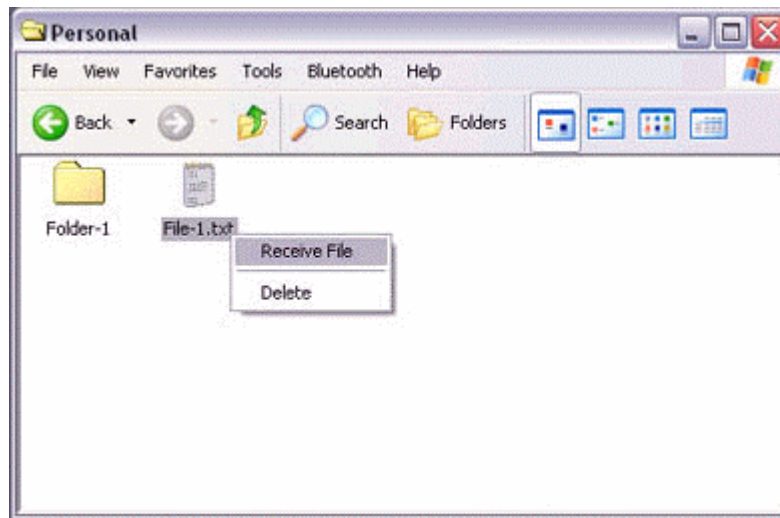 Personal
File View Favorites Tools Bluetooth Help
Back Search Folders
Folder-1 File-1.txt
Receive File
Delete